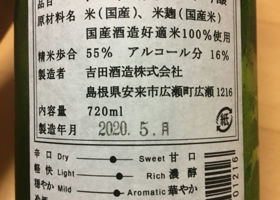 品目
原材料名 米(国産)、米麹(国産米)
国産酒造好適米100%使用
精米歩合 55% アルコール分 16%
製造者 吉田酒造株式会社
島根県安来市広瀬町広瀬1216
内容量 720ml
製造年月 2020.5.月
紙
辛口 Dry Sweet 甘口
軽快 Light Rich 濃醇
穏やか Mild Aromatic 華やか
01216